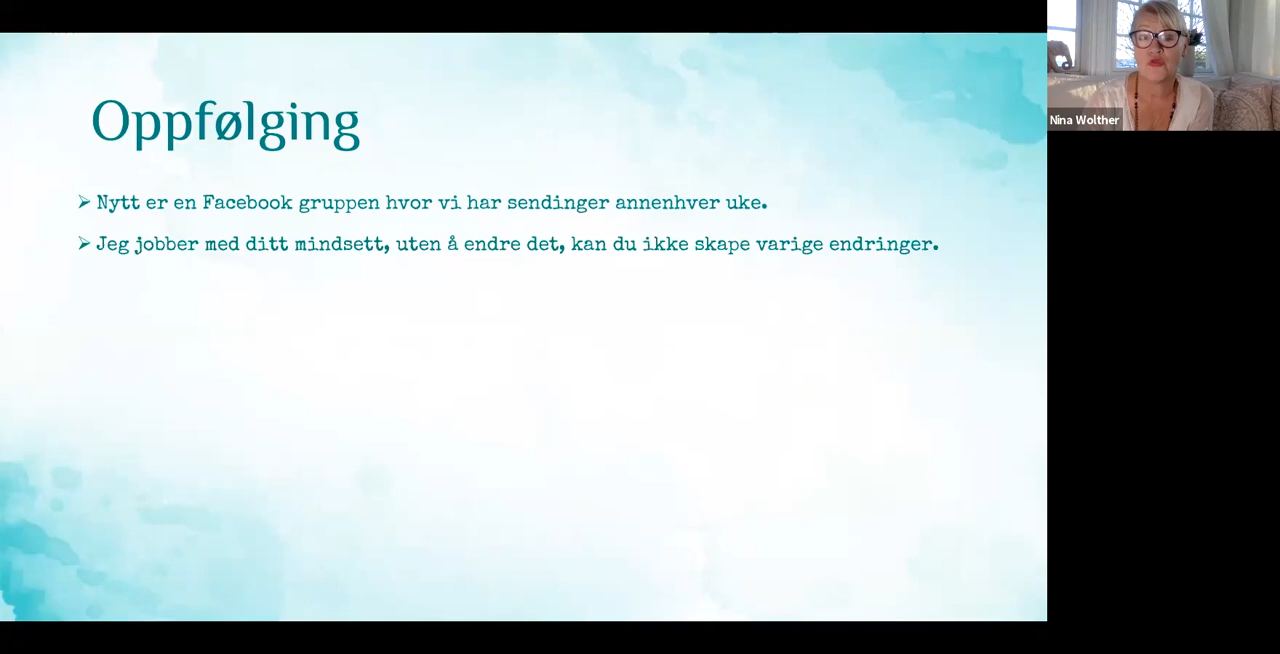 Oppfølging
Nytt er en Facebook gruppen hvor vi har sendinger annenhver uke.
Jeg jobber med ditt mindsett, uten å endre det, kan du ikke skape varige endringer.
Nina Wolther